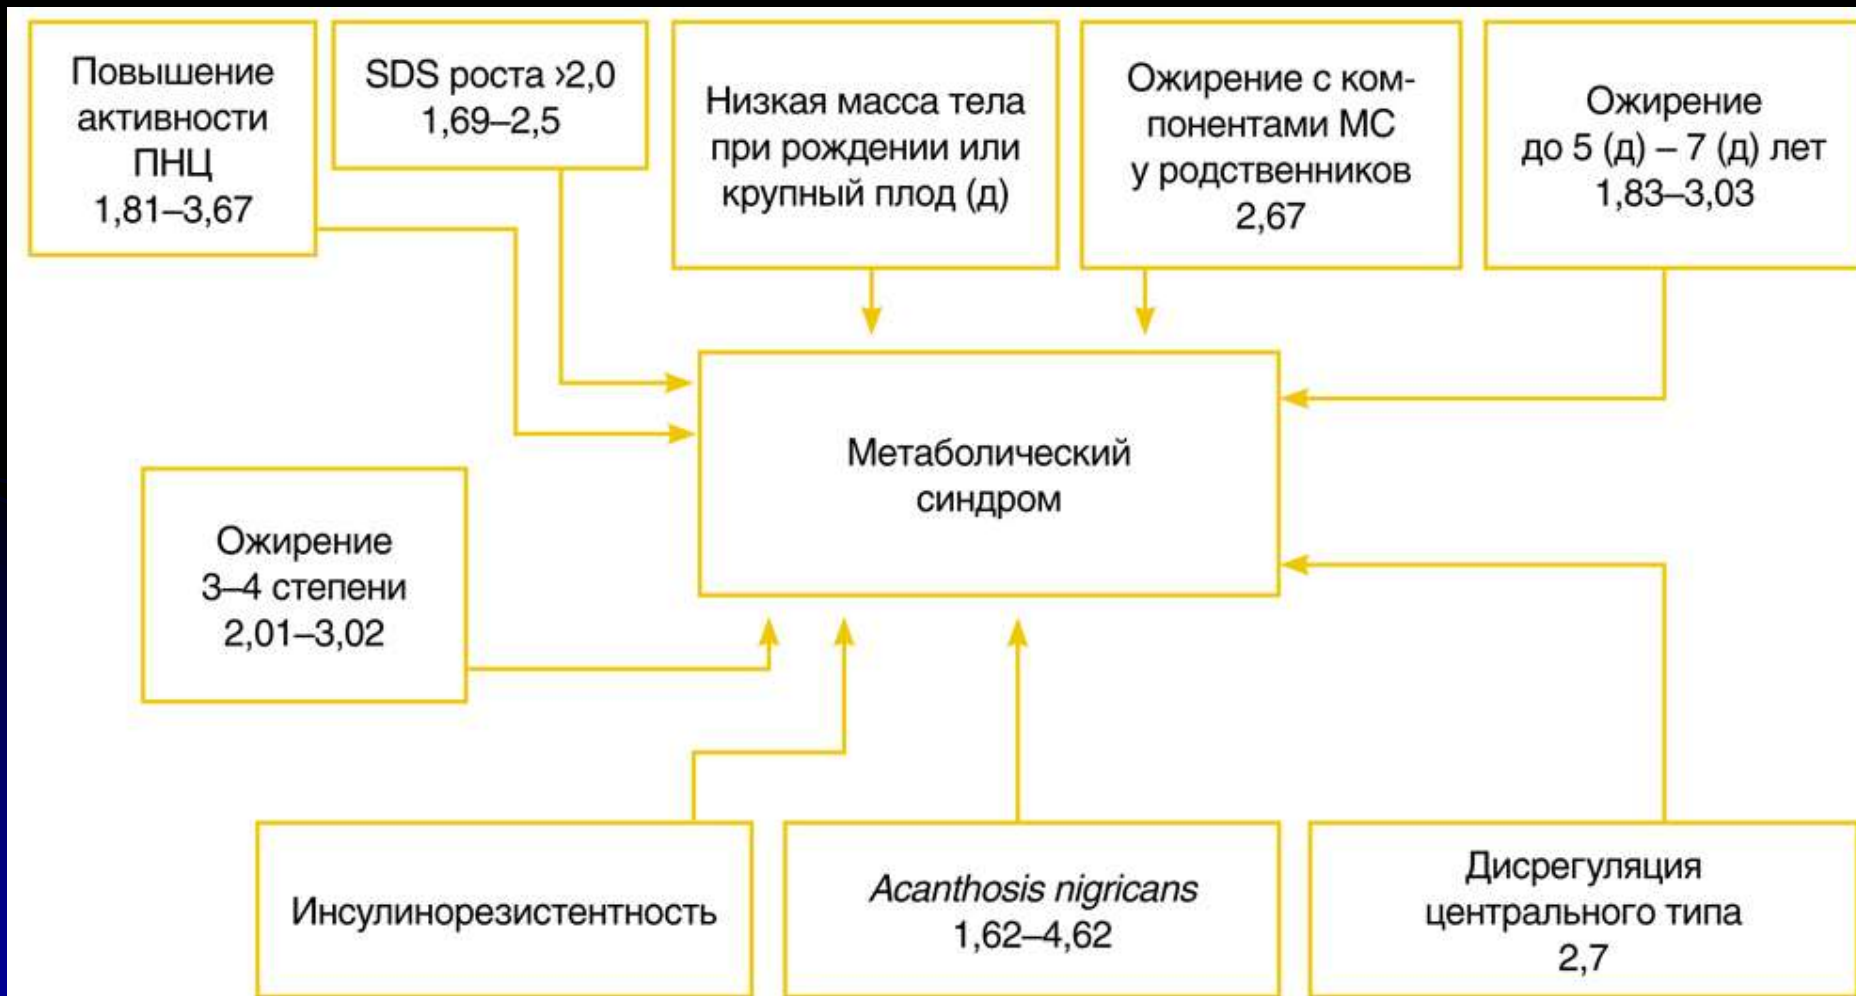 Повышение
активности
ПНЦ
1,81–3,67
SDS роста ›2,0
1,69–2,5
Низкая масса тела
при рождении или
крупный плод (д)
Ожирение с ком-
понентами МС
у родственников
2,67
Ожирение
до 5 (д) – 7 (д) лет
1,83–3,03
Метаболический
синдром
Ожирение
3–4 степени
2,01–3,02
Инсулинорезистентность
Acanthosis nigricans
1,62–4,62
Дисрегуляция
центрального типа
2,7